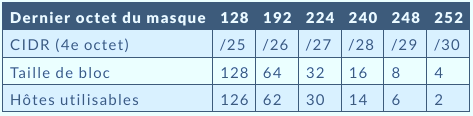 Dernier octet du masque 128 192 224 240 248 252
CIDR (4e octet) /25 /26 /27 /28 /29 /30
Taille de bloc 128 64 32 16 8 4
Hôtes utilisables 126 62 30 14 6 2